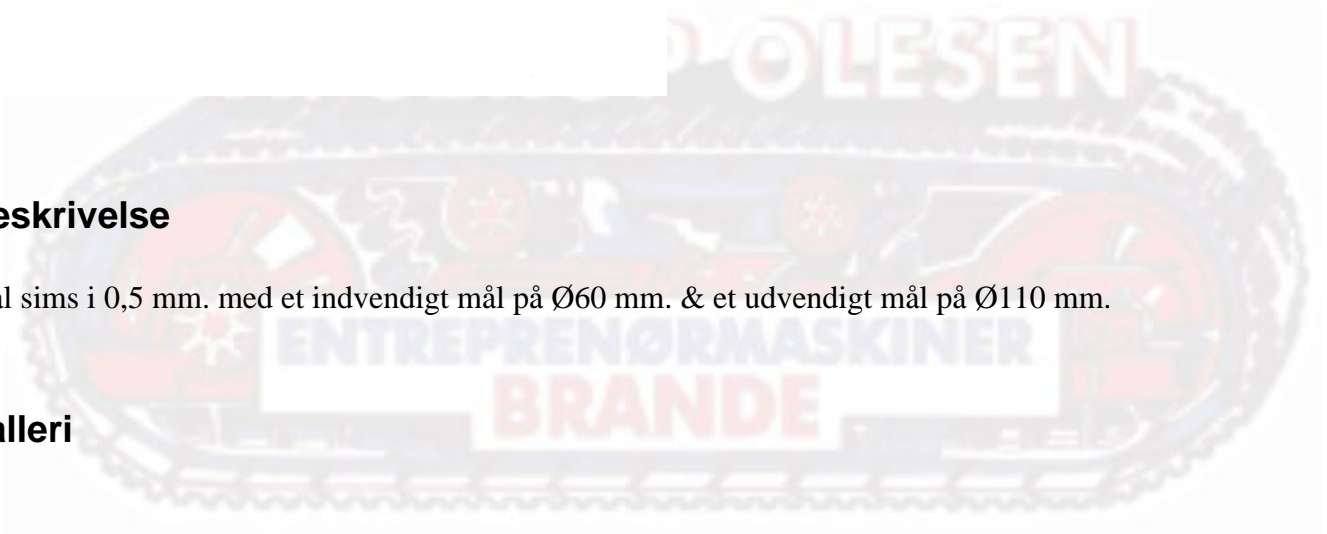 P OLESEN
eskrivelse
al sims i 0,5 mm. med et indvendigt mål på Ø60 mm. & et udvendigt mål på Ø110 mm.
ENTREPRENØRMASKINER
BRANDE
alleri